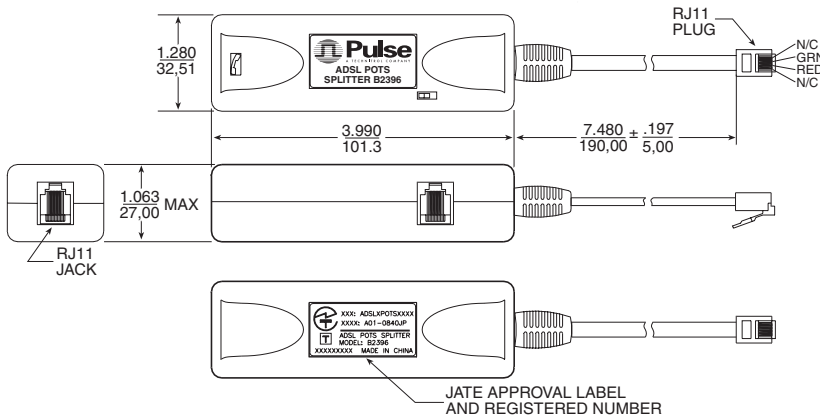 RJ11
PLUG
N/C
GRN
RED
N/C
1.280
32,51
Pulse
A TECHNITROL COMPANY
ADSL POTS
SPLITTER B2396
3.990
101.3
7.480 ± .197
190,00 5,00
1.063
27,00 MAX
RJ11
JACK
XXX: ADSLXPOTSXXXX
XXXX: A01-0840JP
T
ADSL POTS SPLITTER
MODEL: B2396
XXXXXXXXX MADE IN CHINA
JATE APPROVAL LABEL
AND REGISTERED NUMBER